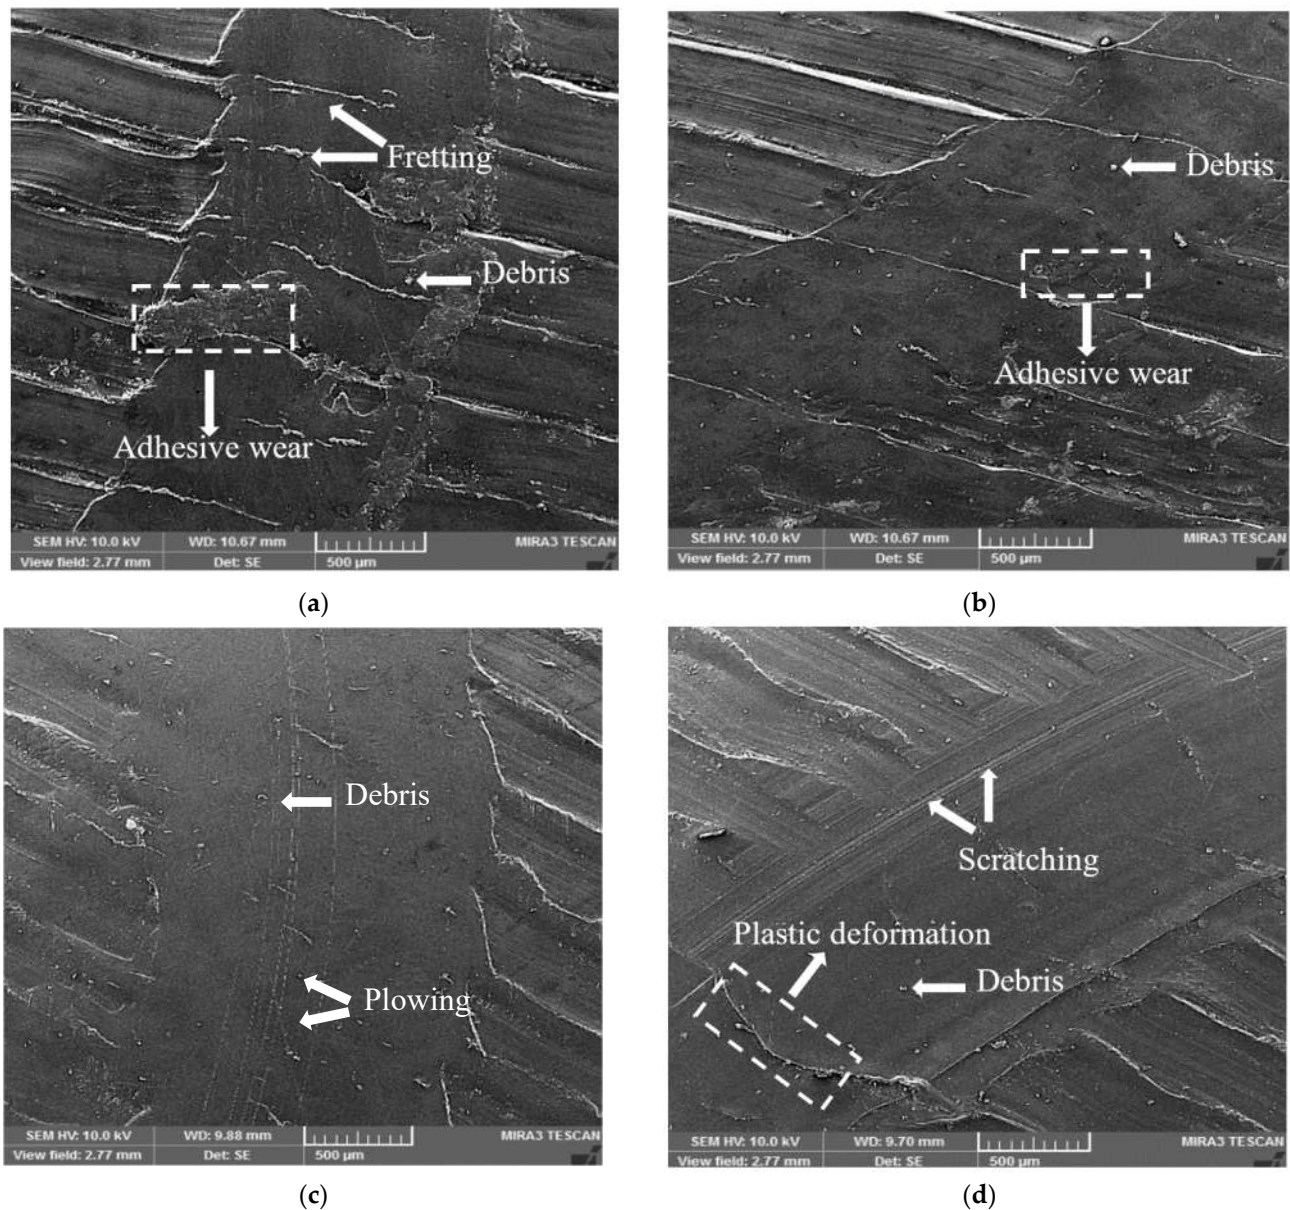 Fretting
Debris
Adhesive wear
SEM HV: 10.0 kV WD: 10.67 mm MIRA3 TESCAN
View field: 2.77 mm Det: SE 500 µm
(a)
Debris
Adhesive wear
SEM HV: 10.0 kV WD: 10.67 mm MIRA3 TESCAN
View field: 2.77 mm Det: SE 500 µm
(b)
Debris
Plowing
SEM HV: 10.0 kV WD: 9.88 mm MIRA3 TESCAN
View field: 2.77 mm Det: SE 500 µm
(c)
Scratching
Plastic deformation
Debris
SEM HV: 10.0 kV WD: 9.70 mm MIRA3 TESCAN
View field: 2.77 mm Det: SE 500 µm
(d)